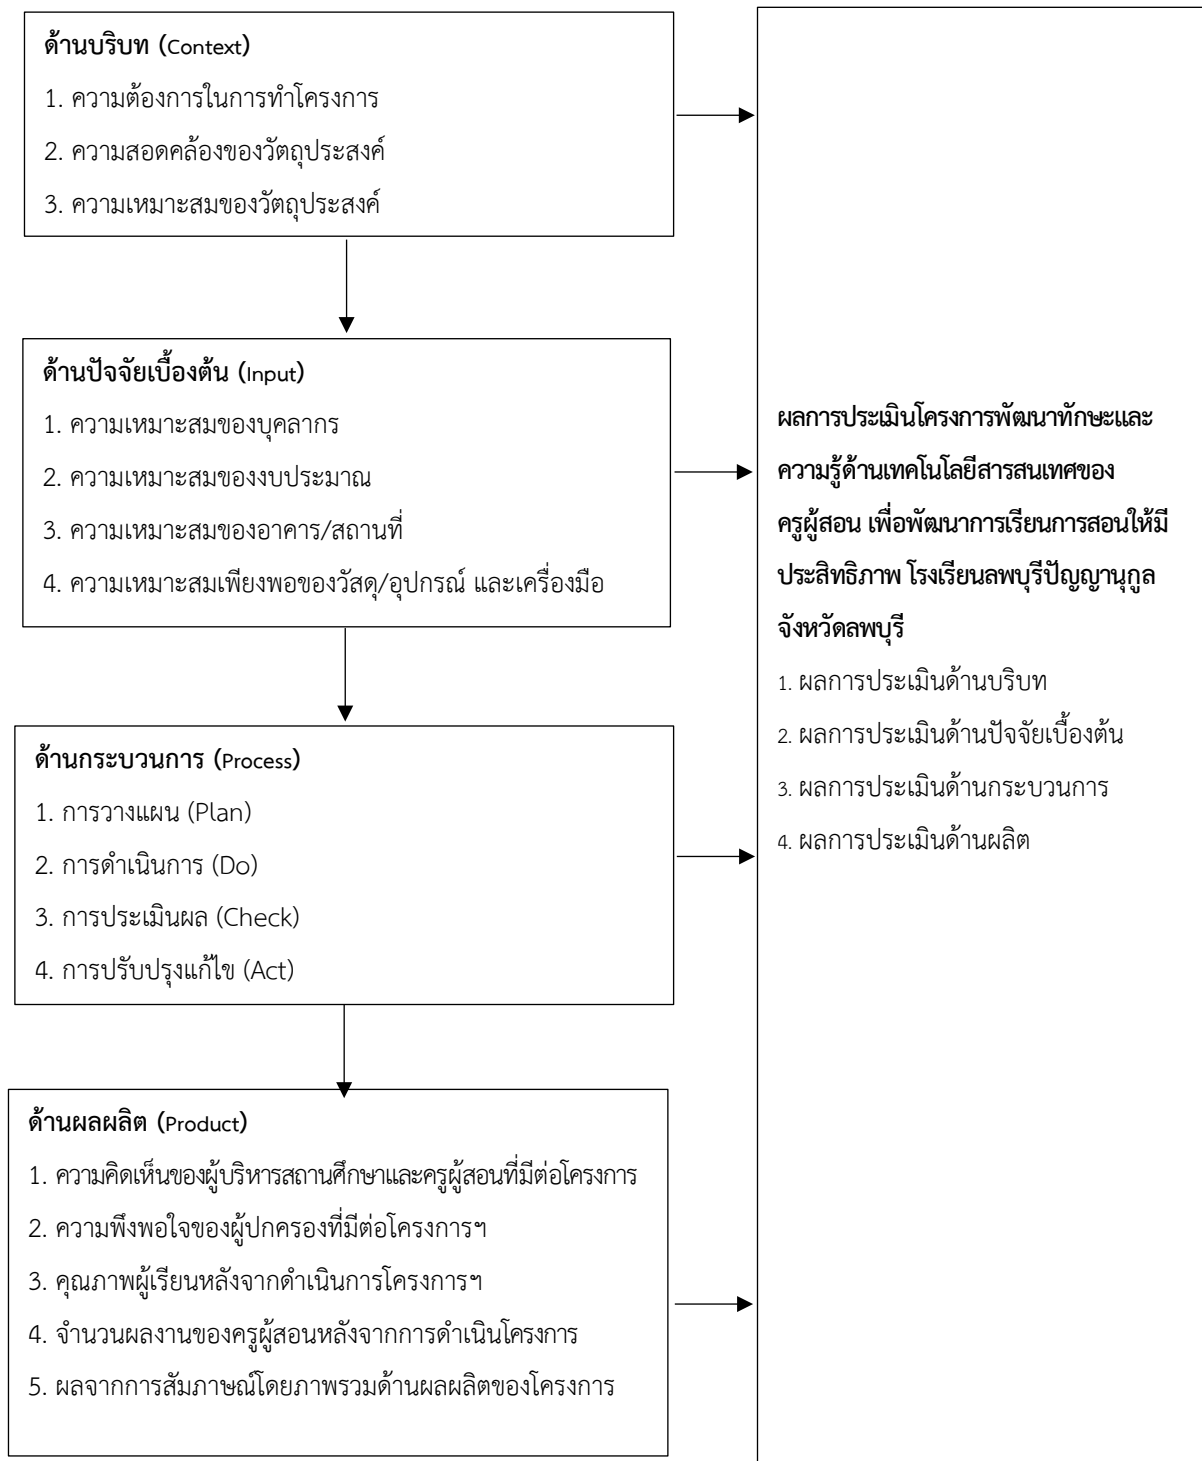 ด้านบริบท (Context)
1. ความต้องการในการทำโครงการ
2. ความสอดคล้องของวัตถุประสงค์
3. ความเหมาะสมของวัตถุประสงค์
ด้านปัจจัยเบื้องต้น (Input)
1. ความเหมาะสมของบุคลากร
2. ความเหมาะสมของงบประมาณ
3. ความเหมาะสมของอาคาร/สถานที่
4. ความเหมาะสมเพียงพอของวัสดุ/อุปกรณ์ และเครื่องมือ
ด้านกระบวนการ (Process)
1. การวางแผน (Plan)
2. การดำเนินการ (Do)
3. การประเมินผล (Check)
4. การปรับปรุงแก้ไข (Act)
ด้านผลผลิต (Product)
1. ความคิดเห็นของผู้บริหารสถานศึกษาและครูผู้สอนที่มีต่อโครงการ
2. ความพึงพอใจของผู้ปกครองที่มีต่อโครงการฯ
3. คุณภาพผู้เรียนหลังจากดำเนินการโครงการฯ
4. จำนวนผลงานของครูผู้สอนหลังจากการดำเนินโครงการ
5. ผลจากการสัมภาษณ์โดยภาพรวมด้านผลผลิตของโครงการ
ผลการประเมินโครงการพัฒนาทักษะและ
ความรู้ด้านเทคโนโลยีสารสนเทศของ
ครูผู้สอน เพื่อพัฒนาการเรียนการสอนให้มี
ประสิทธิภาพ โรงเรียนลพบุรีปัญญานุกูล
จังหวัดลพบุรี
1. ผลการประเมินด้านบริบท
2. ผลการประเมินด้านปัจจัยเบื้องต้น
3. ผลการประเมินด้านกระบวนการ
4. ผลการประเมินด้านผลิต